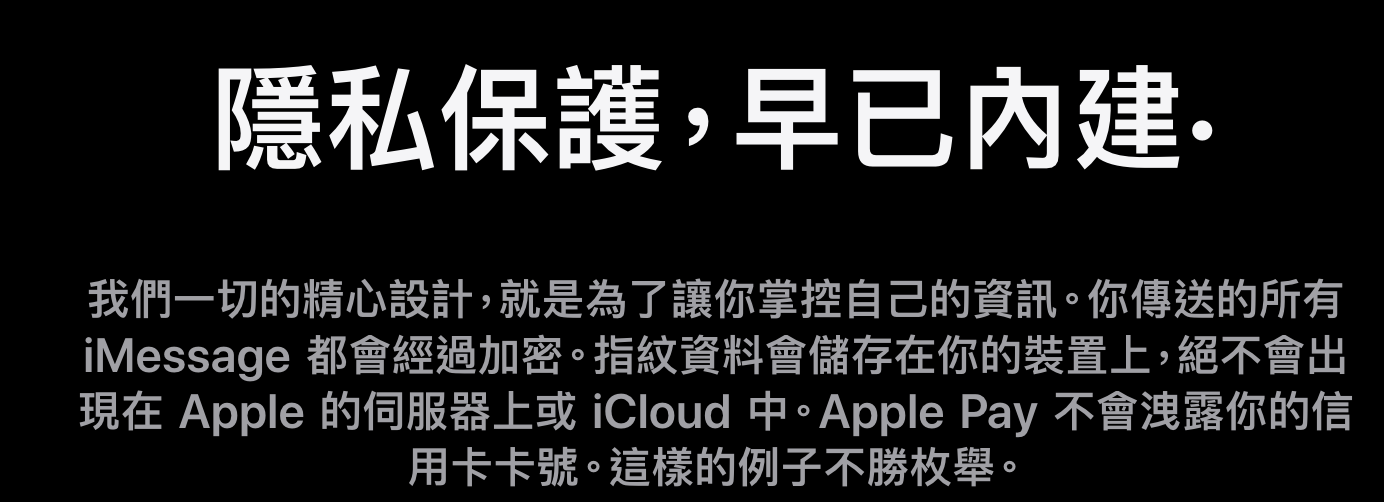 隱私保護，早已內建。
我們一切的精心設計，就是為了讓你掌控自己的資訊。你傳送的所有
iMessage 都會經過加密。指紋資料會儲存在你的裝置上，絕不會出
現在 Apple 的伺服器上或 iCloud 中。Apple Pay 不會洩露你的信
用卡卡號。這樣的例子不勝枚舉。